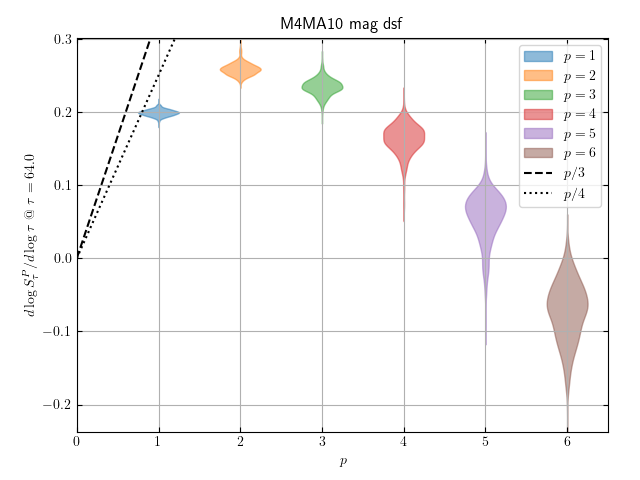 M4MA10 mag dsf
0.3
0.2
0.1
0.0
−0.1
−0.2
d log S_τ^P / d log τ @ τ = 64.0
0 1 2 3 4 5 6
p
p = 1
p = 2
p = 3
p = 4
p = 5
p = 6
p/3
p/4